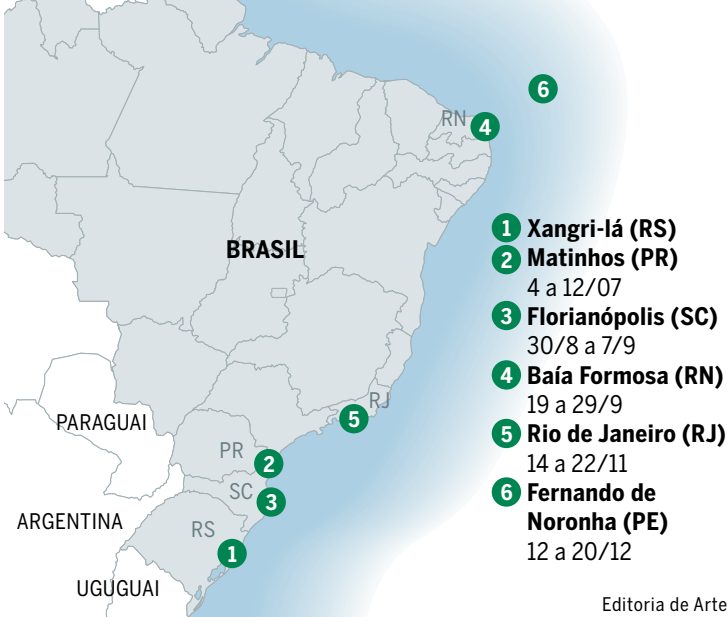 6
RN
4
BRASIL
RJ
5
PARAGUAI
PR
2
SC
3
ARGENTINA
RS
1
UGUGUAI
1 Xangri-lá (RS)
2 Matinhos (PR)
4 a 12/07
3 Florianópolis (SC)
30/8 a 7/9
4 Baía Formosa (RN)
19 a 29/9
5 Rio de Janeiro (RJ)
14 a 22/11
6 Fernando de
Noronha (PE)
12 a 20/12
Editoria de Arte